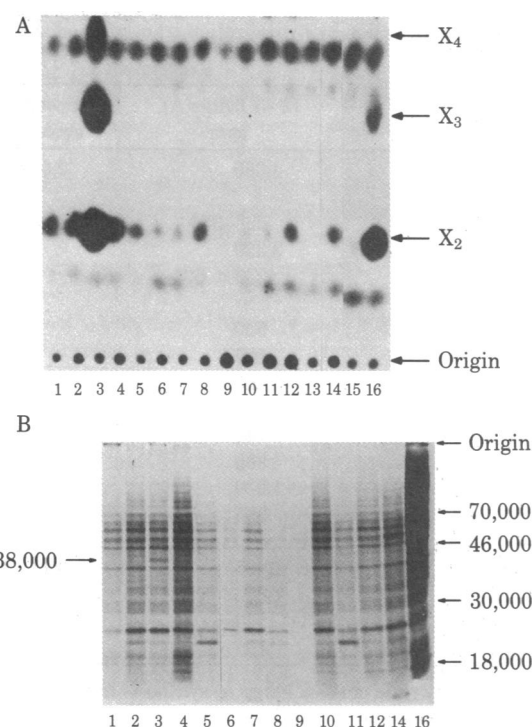 A
X₄
X₃
X₂
Origin
1 2 3 4 5 6 7 8 9 10 11 12 13 14 15 16
B
Origin
70,000
46,000
38,000
30,000
18,000
1 2 3 4 5 6 7 8 9 10 11 12 14 16